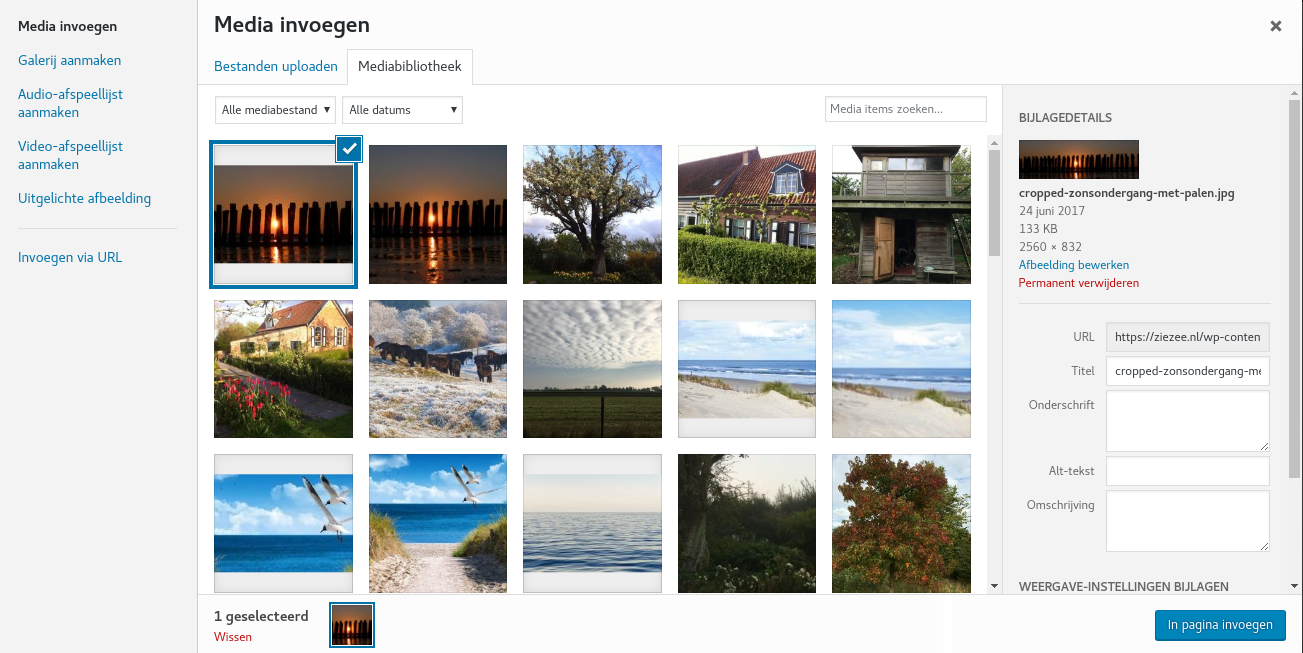 Media invoegen
Galerij aanmaken
Audio-afspeellijst
aanmaken
Video-afspeellijst
aanmaken
Uitgelichte afbeelding
Invoegen via URL
Media invoegen
Bestanden uploaden
Mediabibliotheek
Alle mediabestand
Alle datums
Media items zoeken...
BIJLAGEDETAILS
cropped-zonsondergang-met-palen.jpg
24 juni 2017
133 KB
2560 × 832
Afbeelding bewerken
Permanent verwijderen
URL https://ziezee.nl/wp-conten
Titel cropped-zonsondergang-me
Onderschrift
Alt-tekst
Omschrijving
WEERGAVE-INSTELLINGEN BIJLAGEN
1 geselecteerd
Wissen
In pagina invoegen